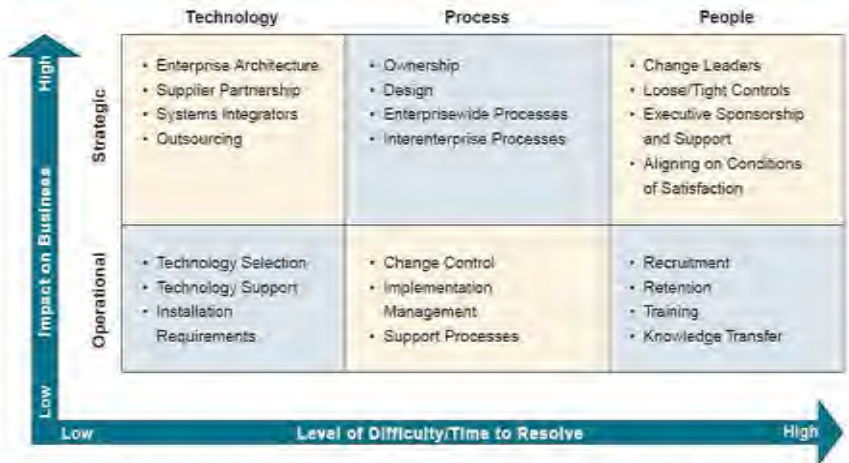 Technology
Process
People
High
Impact on Business
Low
Strategic
• Enterprise Architecture
• Supplier Partnership
• Systems Integrators
• Outsourcing
• Ownership
• Design
• Enterprisewide Processes
• Interenterprise Processes
• Change Leaders
• Loose/Tight Controls
• Executive Sponsorship
and Support
• Aligning on Conditions
of Satisfaction
Operational
• Technology Selection
• Technology Support
• Installation
Requirements
• Change Control
• Implementation
Management
• Support Processes
• Recruitment
• Retention
• Training
• Knowledge Transfer
Low
Level of Difficulty/Time to Resolve
High